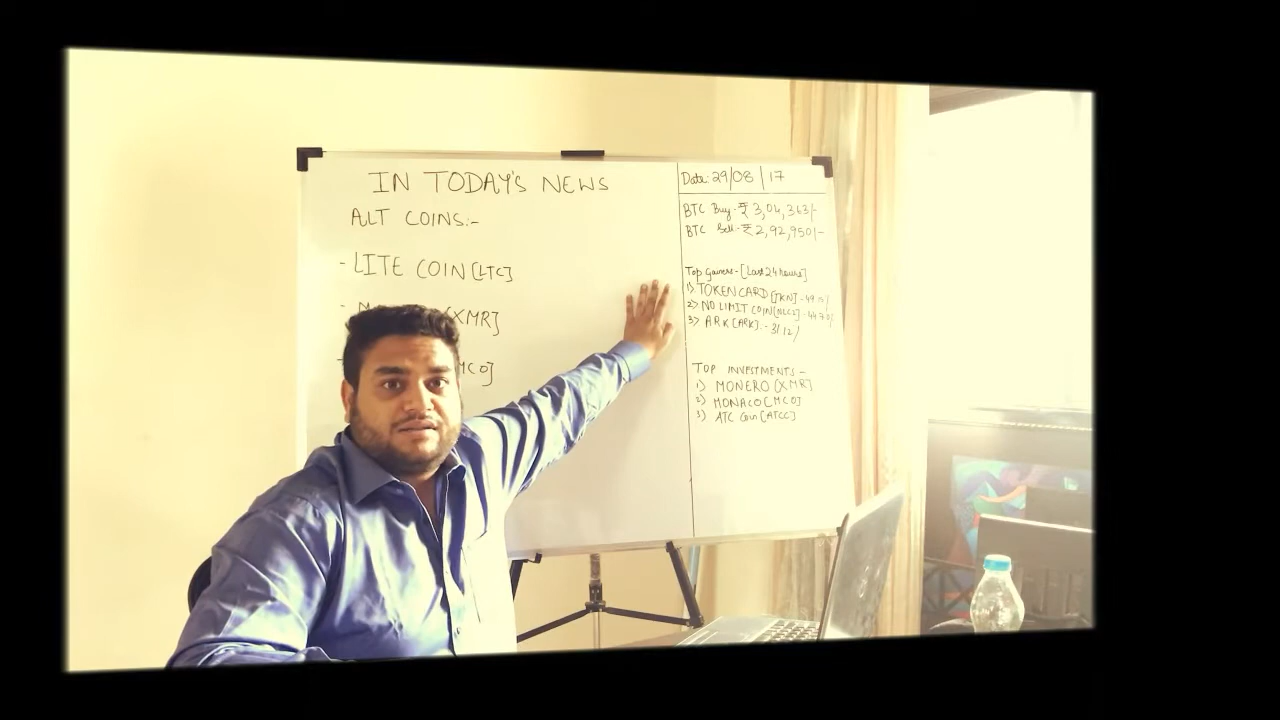 IN TODAY'S NEWS
ALT COINS:-
- LITE COIN [LTC]
- [XMR]
Date: 29/08/17
BTC Buy - ₹ 3,04,363/-
BTC Sell - ₹ 2,92,950/-
Top Gainers - [Last 24 hours]
1) TOKEN CARD [TKN] -
2) NO LIMIT COIN [NLC2] -
3) ARK [ARK] -
TOP INVESTMENTS -
1) MONERO [XMR]
2) MONACO [MCO]
3) ATC Coin [ATCC]